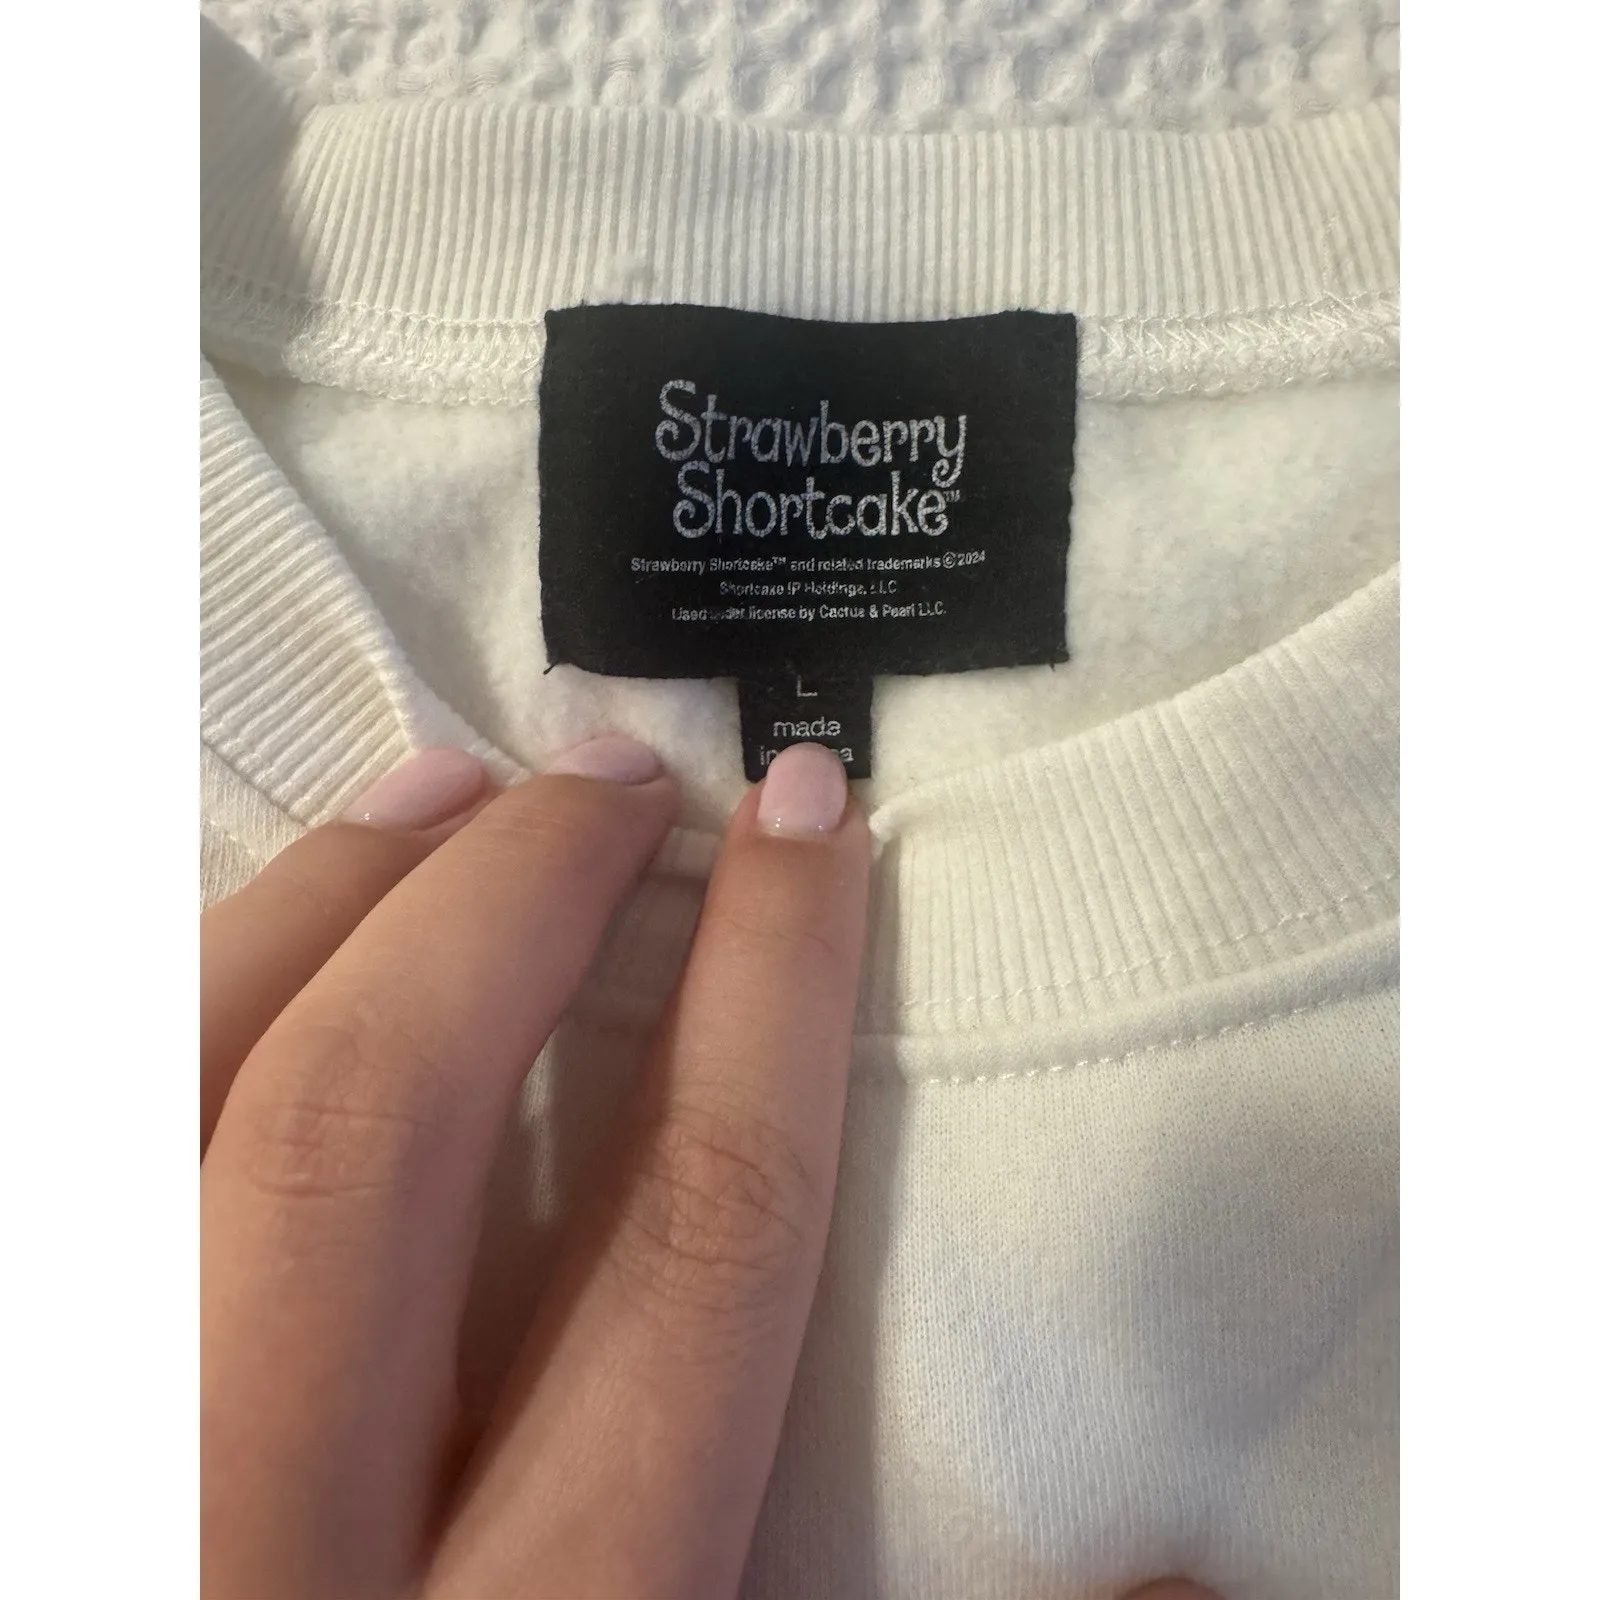 Strawberry
Shortcake™
Strawberry Shortcake™ and related trademarks ©2024
Shortcake IP Holdings, LLC
Used under license by Cactus & Pearl LLC.
L
made
in